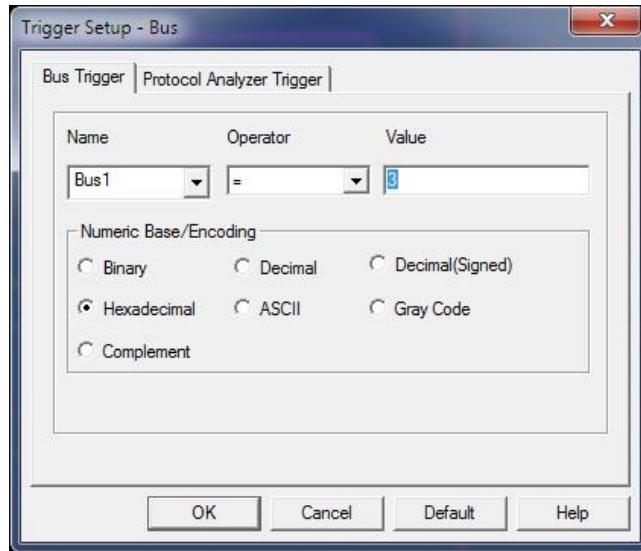 Trigger Setup - Bus
Bus Trigger Protocol Analyzer Trigger
Name Operator Value
Bus1 = 3
Numeric Base/Encoding
Binary Decimal Decimal(Signed)
Hexadecimal ASCII Gray Code
Complement
OK Cancel Default Help